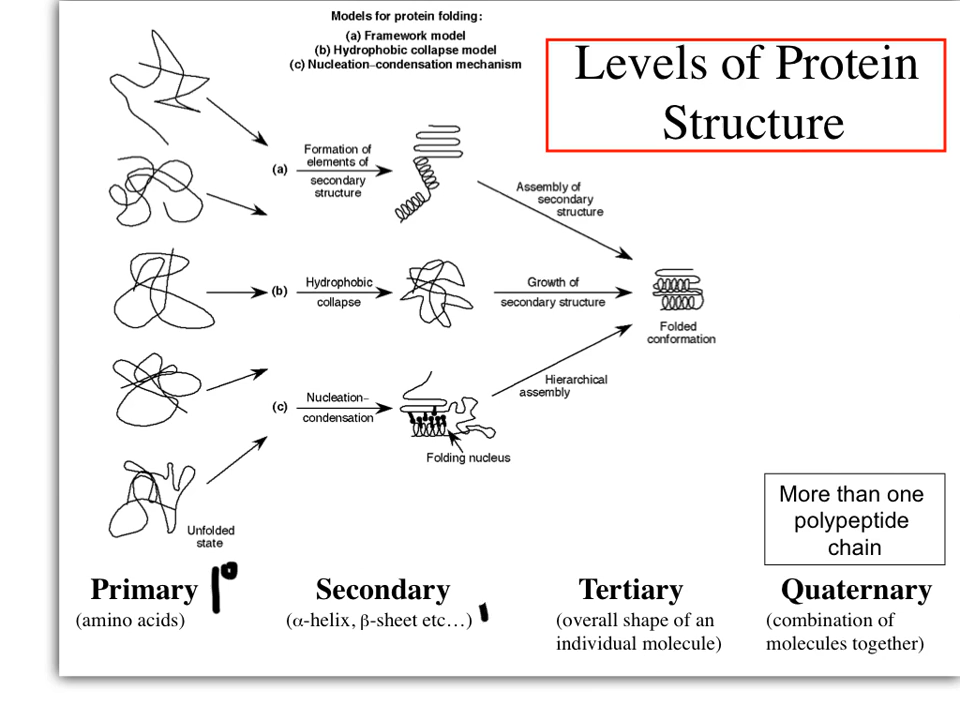 Models for protein folding:
(a) Framework model
(b) Hydrophobic collapse model
(c) Nucleation–condensation mechanism
Levels of Protein
Structure
(a)
Formation of
elements of
secondary
structure
Assembly of
secondary
structure
(b)
Hydrophobic
collapse
Growth of
secondary structure
Folded
conformation
(c)
Nucleation–
condensation
Hierarchical
assembly
Folding nucleus
Unfolded
state
More than one
polypeptide
chain
Primary 1°
(amino acids)
Secondary
(α-helix, β-sheet etc…)
Tertiary
(overall shape of an
individual molecule)
Quaternary
(combination of
molecules together)